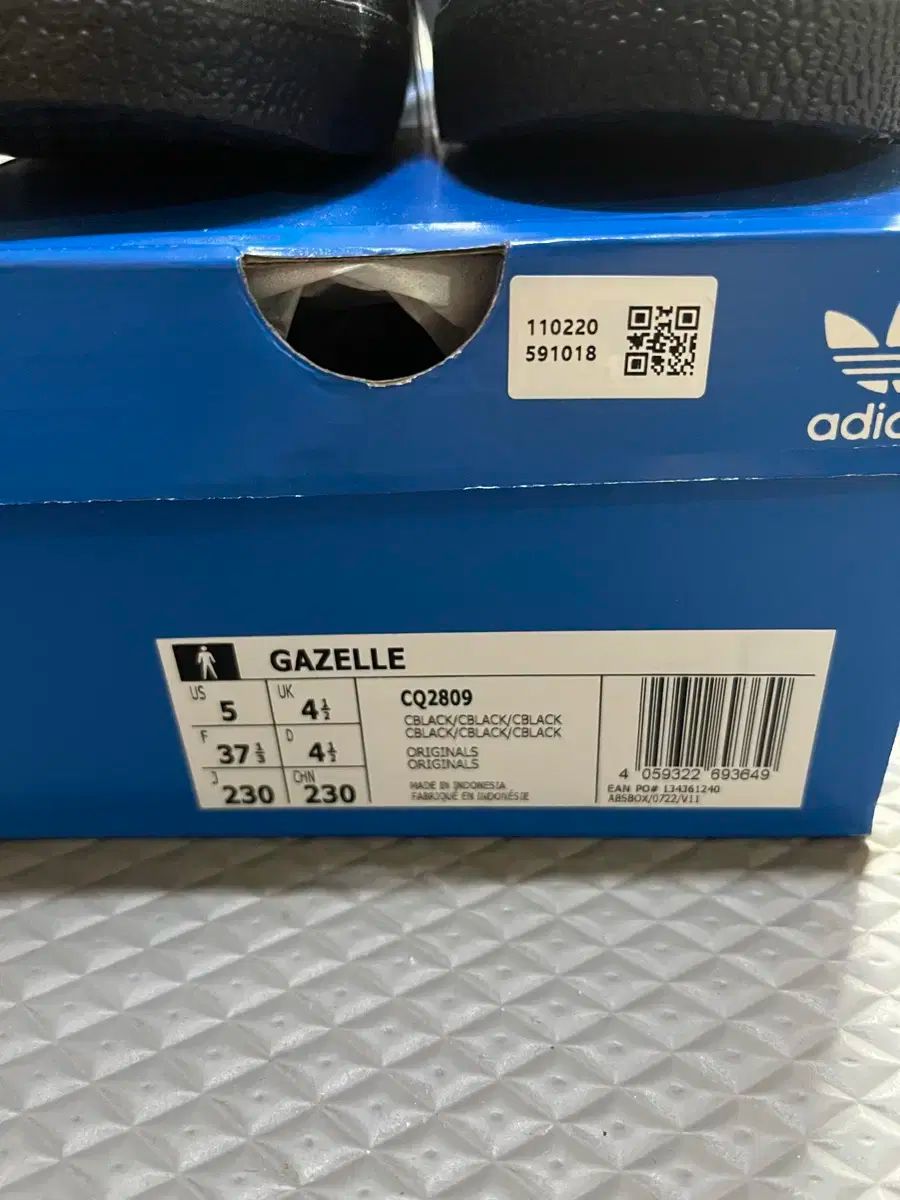 110220
591018
adid
GAZELLE
US 5
UK 4½
F 37⅓
D 4½
J 230
CHN 230
CQ2809
CBLACK/CBLACK/CBLACK
CBLACK/CBLACK/CBLACK
ORIGINALS
ORIGINALS
MADE IN INDONESIA
FABRIQUÉ EN INDONÉSIE
4 059322 693649
EAN PO# 134361240
ABSBOX/0722/V11